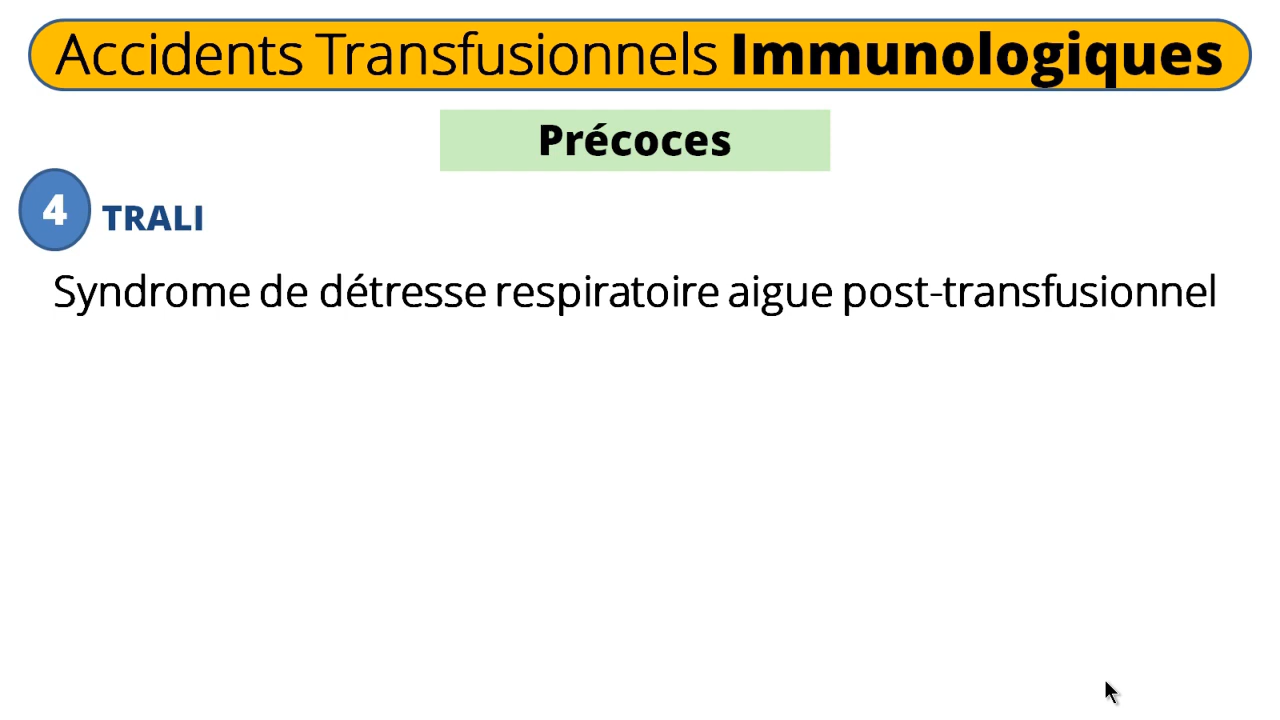 Accidents Transfusionnels Immunologiques
Précoces
4 TRALI
Syndrome de détresse respiratoire aigue post-transfusionnel